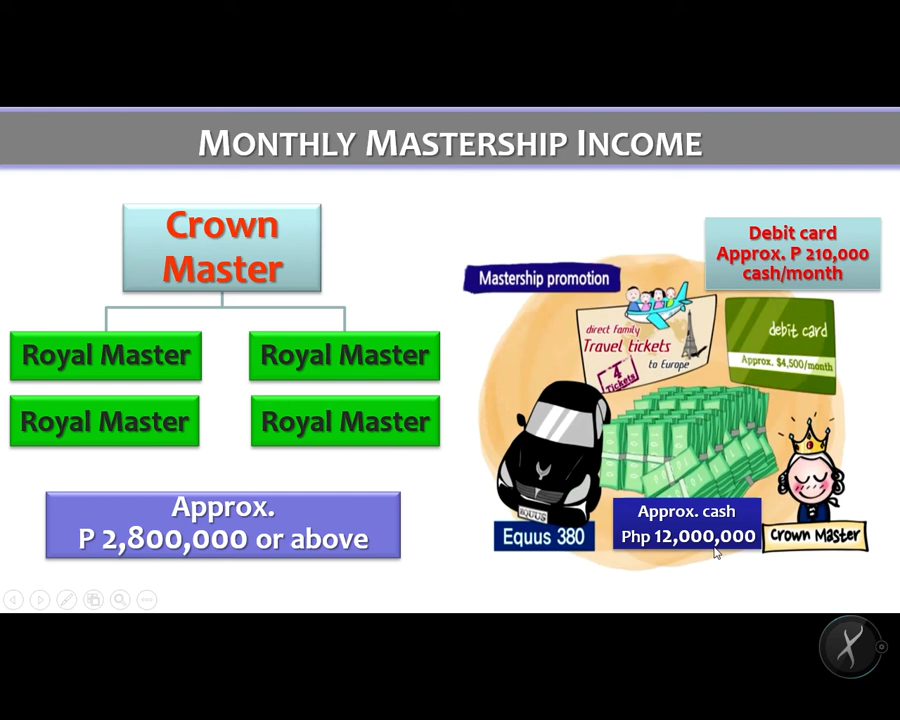 MONTHLY MASTERSHIP INCOME
Crown
Master
Royal Master
Royal Master
Royal Master
Royal Master
Approx.
P 2,800,000 or above
Debit card
Approx. P 210,000
cash/month
Mastership promotion
direct family
Travel tickets
to Europe
4
Tickets
debit card
Approx. $4,500/month
EQUUS
Equus 380
Approx. cash
Php 12,000,000
Crown Master